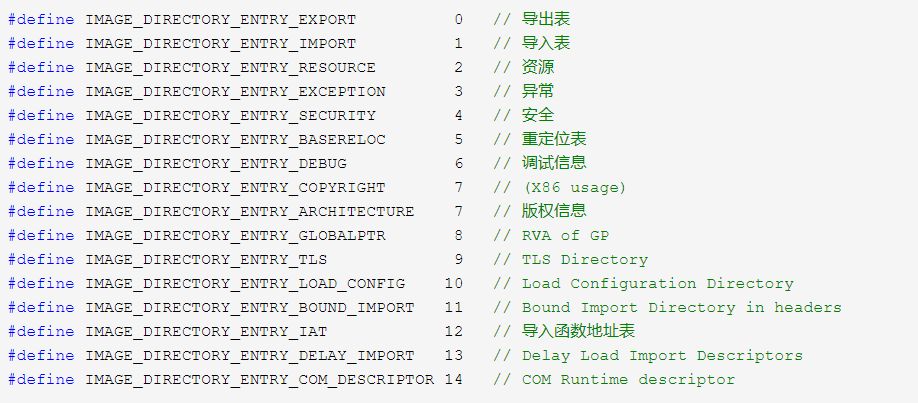 #define IMAGE_DIRECTORY_ENTRY_EXPORT          0   // 导出表
#define IMAGE_DIRECTORY_ENTRY_IMPORT          1   // 导入表
#define IMAGE_DIRECTORY_ENTRY_RESOURCE        2   // 资源
#define IMAGE_DIRECTORY_ENTRY_EXCEPTION       3   // 异常
#define IMAGE_DIRECTORY_ENTRY_SECURITY        4   // 安全
#define IMAGE_DIRECTORY_ENTRY_BASERELOC       5   // 重定位表
#define IMAGE_DIRECTORY_ENTRY_DEBUG           6   // 调试信息
#define IMAGE_DIRECTORY_ENTRY_COPYRIGHT       7   // (X86 usage)
#define IMAGE_DIRECTORY_ENTRY_ARCHITECTURE    7   // 版权信息
#define IMAGE_DIRECTORY_ENTRY_GLOBALPTR       8   // RVA of GP
#define IMAGE_DIRECTORY_ENTRY_TLS             9   // TLS Directory
#define IMAGE_DIRECTORY_ENTRY_LOAD_CONFIG    10   // Load Configuration Directory
#define IMAGE_DIRECTORY_ENTRY_BOUND_IMPORT   11   // Bound Import Directory in headers
#define IMAGE_DIRECTORY_ENTRY_IAT            12   // 导入函数地址表
#define IMAGE_DIRECTORY_ENTRY_DELAY_IMPORT   13   // Delay Load Import Descriptors
#define IMAGE_DIRECTORY_ENTRY_COM_DESCRIPTOR 14   // COM Runtime descriptor